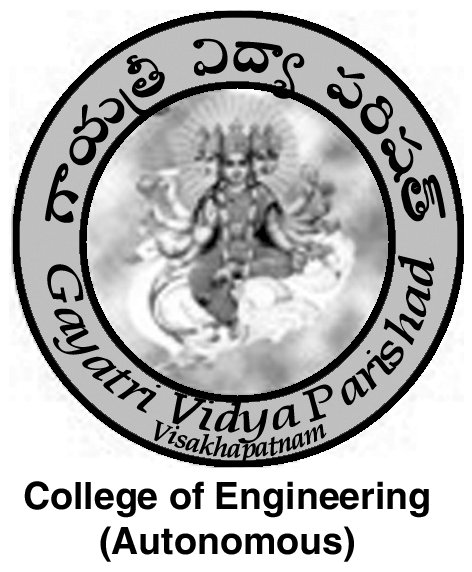 గాయత్రీ విద్యా పరిషత్
Gayatri Vidya Parishad
Visakhapatnam
College of Engineering
(Autonomous)